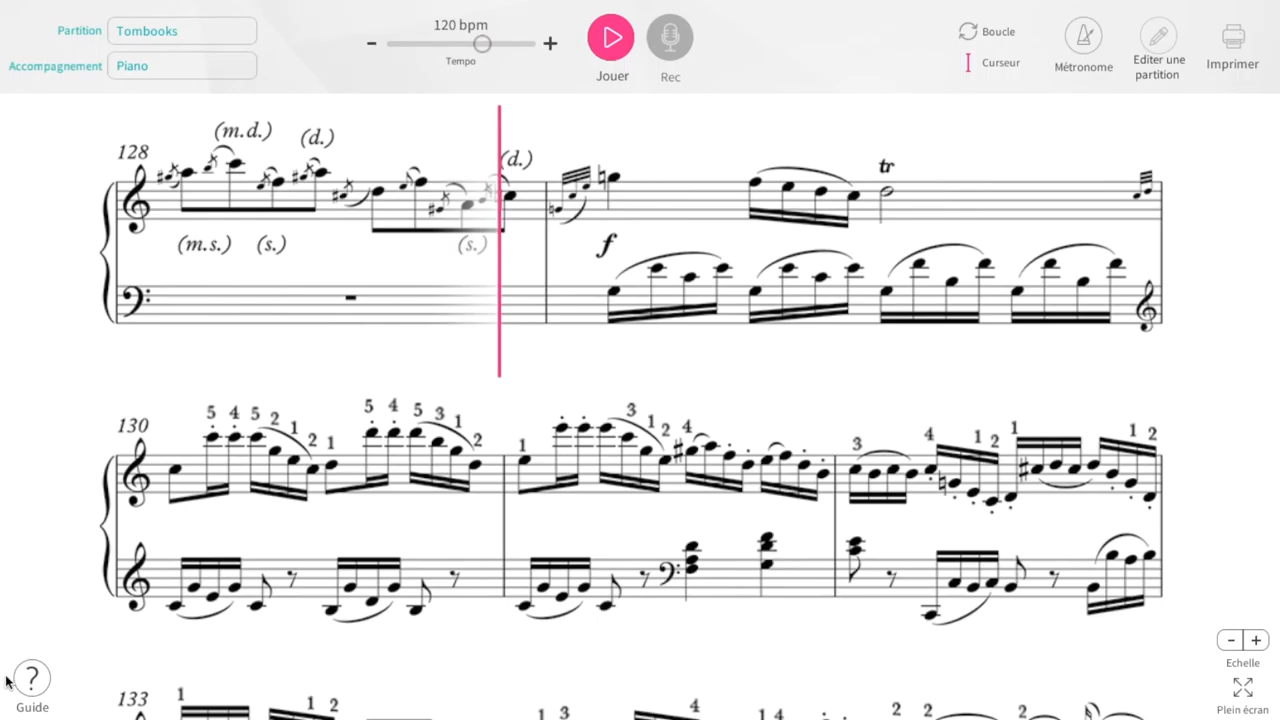 Partition Tombooks
Accompagnement Piano
120 bpm
- +
Tempo
Jouer
Rec
Boucle
Curseur
Métronome
Editer une
partition
Imprimer
128 (m.d.) (d.) (d.) tr
(m.s.) (s.) (s.) f
130 5 4 5 2 1 2 1 5 4 5 3 1 2 1 3 1 2 4 3 4 1 2 1 1 2
133 1 1 2 1 3 4 1 4 2 2 2 1
- +
Echelle
Plein écran
?
Guide